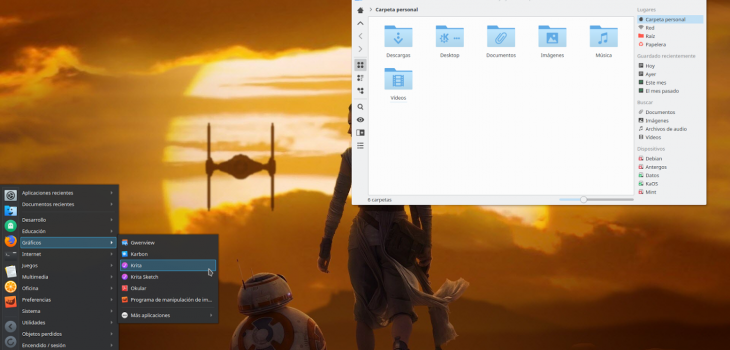 Carpeta personal
Descargas
Desktop
Documentos
Imágenes
Música
Vídeos
6 carpetas
Lugares
Carpeta personal
Red
Raíz
Papelera
Guardado recientemente
Hoy
Ayer
Este mes
El mes pasado
Buscar
Documentos
Imágenes
Archivos de audio
Vídeos
Dispositivos
Debian
Antergos
Datos
KaOS
Mint
Aplicaciones recientes
Documentos recientes
Desarrollo
Educación
Gráficos
Internet
Juegos
Multimedia
Oficina
Preferencias
Sistema
Utilidades
Objetos perdidos
Encendido / sesión
Gwenview
Karbon
Krita
Krita Sketch
Okular
Programa de manipulación de im...
Más aplicaciones